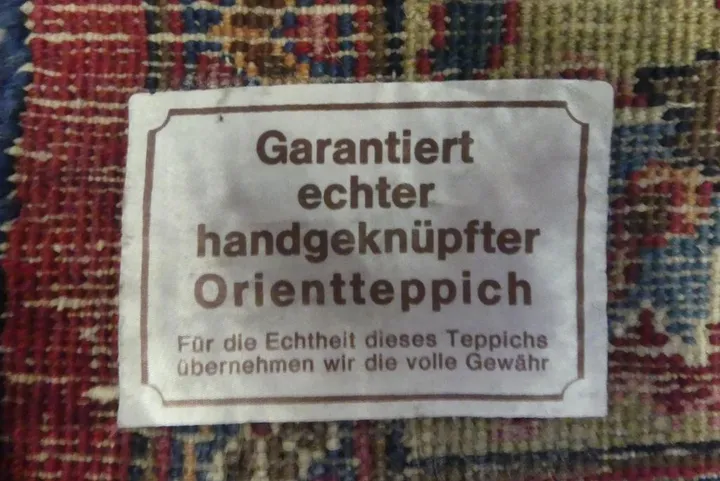 Garantiert
echter
handgeknüpfter
Orientteppich
Für die Echtheit dieses Teppichs
übernehmen wir die volle Gewähr